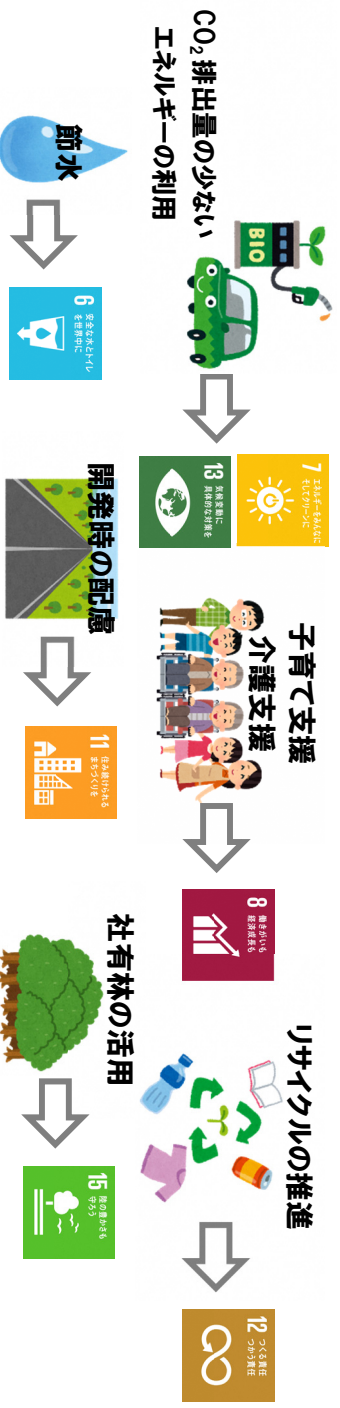 CO₂排出量の少ない
エネルギーの利用
BIO
7 エネルギーをみんなに
そしてクリーンに
13 気候変動に
具体的な対策を
子育て支援
介護支援
8 働きがいも
経済成長も
リサイクルの推進
12 つくる責任
つかう責任
節水
6 安全な水とトイレ
を世界中に
開発時の配慮
11 住み続けられる
まちづくりを
社有林の活用
15 陸の豊かさも
守ろう